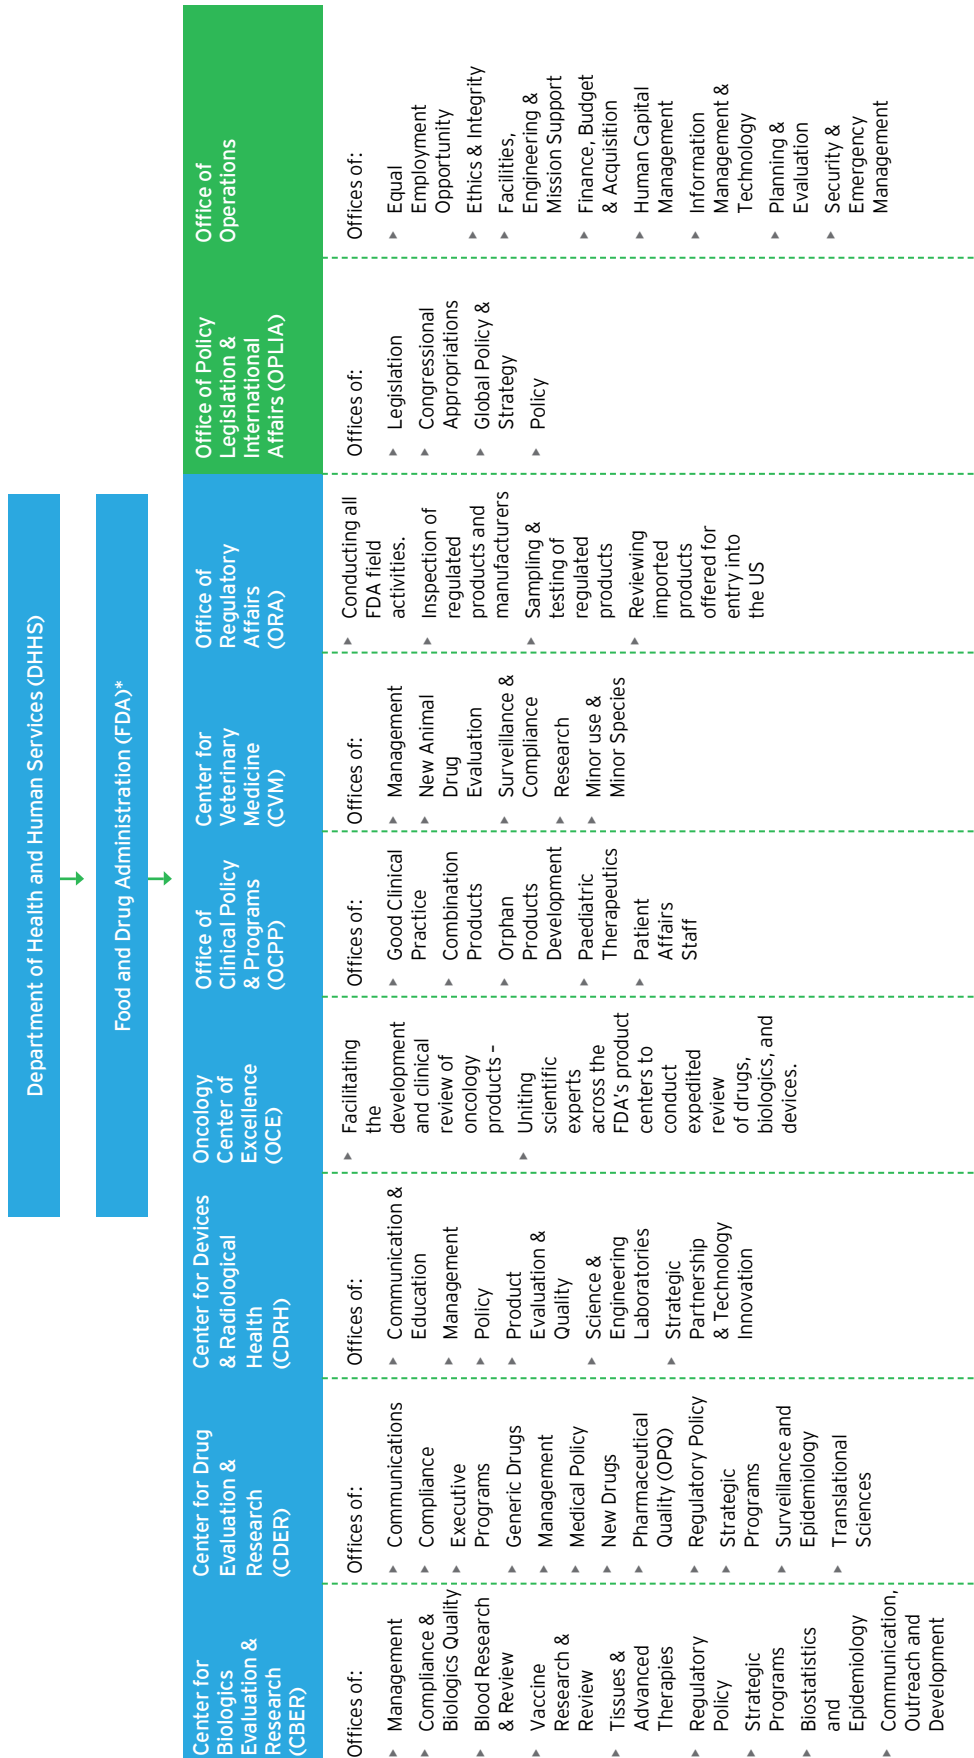 Department of Health and Human Services (DHHS)
Food and Drug Administration (FDA)*
Center for
Biologics
Evaluation &
Research
(CBER)
Offices of:
Management
Compliance &
Biologics Quality
Blood Research
& Review
Vaccine
Research &
Review
Tissues &
Advanced
Therapies
Regulatory
Policy
Strategic
Programs
Biostatistics
and
Epidemiology
Communication,
Outreach and
Development
Center for Drug
Evaluation &
Research
(CDER)
Offices of:
Communications
Compliance
Executive
Programs
Generic Drugs
Management
Medical Policy
New Drugs
Pharmaceutical
Quality (OPQ)
Regulatory Policy
Strategic
Programs
Surveillance and
Epidemiology
Translational
Sciences
Center for Devices
& Radiological
Health
(CDRH)
Offices of:
Communication &
Education
Management
Policy
Product
Evaluation &
Quality
Science &
Engineering
Laboratories
Strategic
Partnership
& Technology
Innovation
Oncology
Center of
Excellence
(OCE)
Facilitating
the
development
and clinical
review of
oncology
products –
Uniting
scientific
experts
across the
FDA's product
centers to
conduct
expedited
review
of drugs,
biologics, and
devices.
Office of
Clinical Policy
& Programs
(OCPP)
Offices of:
Good Clinical
Practice
Combination
Products
Orphan
Products
Development
Paediatric
Therapeutics
Patient
Affairs
Staff
Center for
Veterinary
Medicine
(CVM)
Offices of:
Management
New Animal
Drug
Evaluation
Surveillance &
Compliance
Research
Minor use &
Minor Species
Office of
Regulatory
Affairs
(ORA)
Conducting all
FDA field
activities.
Inspection of
regulated
products and
manufacturers
Sampling &
testing of
regulated
products
Reviewing
imported
products
offered for
entry into
the US
Office of Policy
Legislation &
International
Affairs (OPLIA)
Offices of:
Legislation
Congressional
Appropriations
Global Policy &
Strategy
Policy
Office of
Operations
Offices of:
Equal
Employment
Opportunity
Ethics & Integrity
Facilities,
Engineering &
Mission Support
Finance, Budget
& Acquisition
Human Capital
Management
Information
Management &
Technology
Planning &
Evaluation
Security &
Emergency
Management